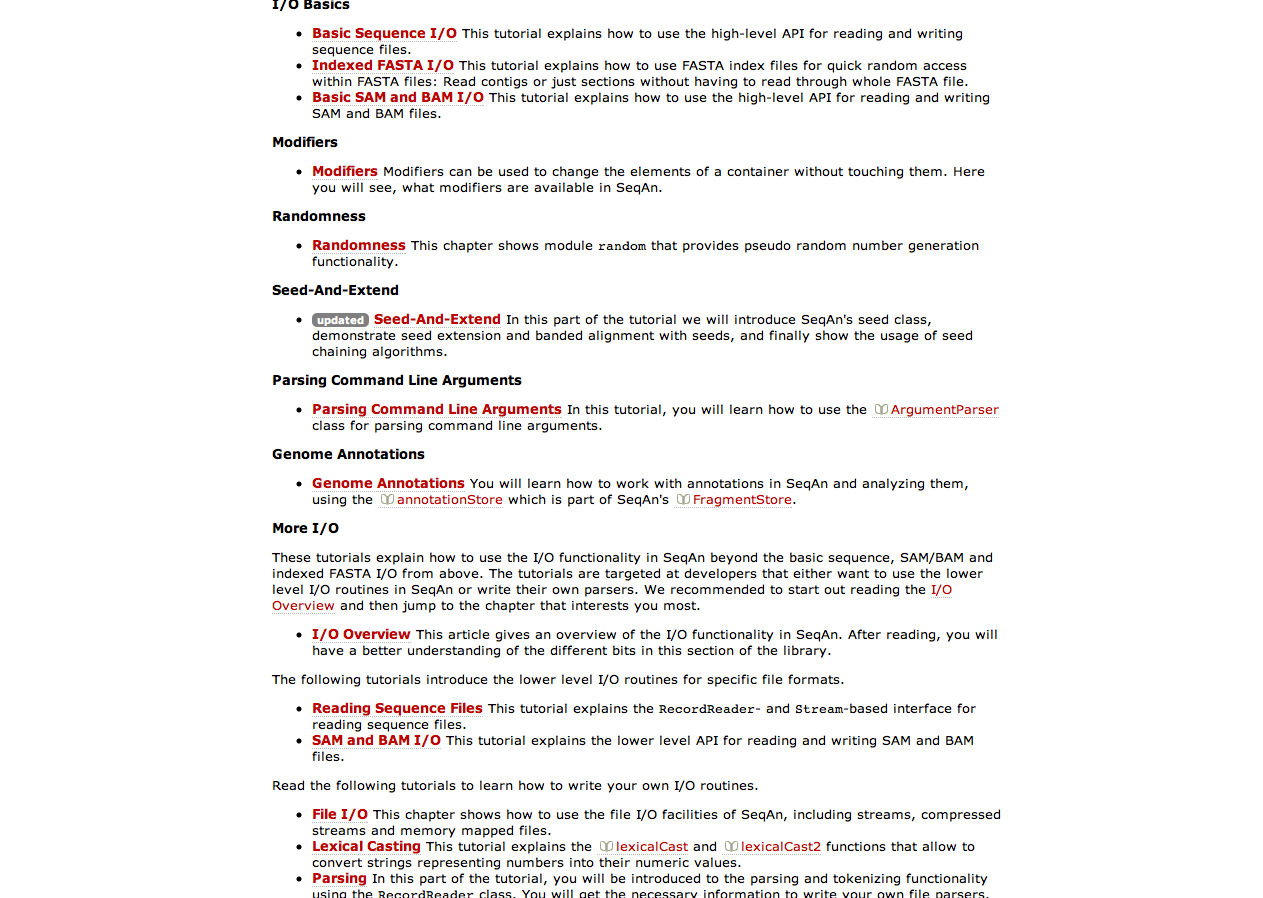 I/O Basics
Basic Sequence I/O This tutorial explains how to use the high-level API for reading and writing
sequence files.
Indexed FASTA I/O This tutorial explains how to use FASTA index files for quick random access
within FASTA files: Read contigs or just sections without having to read through whole FASTA file.
Basic SAM and BAM I/O This tutorial explains how to use the high-level API for reading and writing
SAM and BAM files.
Modifiers
Modifiers Modifiers can be used to change the elements of a container without touching them. Here
you will see, what modifiers are available in SeqAn.
Randomness
Randomness This chapter shows module random that provides pseudo random number generation
functionality.
Seed-And-Extend
updated Seed-And-Extend In this part of the tutorial we will introduce SeqAn's seed class,
demonstrate seed extension and banded alignment with seeds, and finally show the usage of seed
chaining algorithms.
Parsing Command Line Arguments
Parsing Command Line Arguments In this tutorial, you will learn how to use the ArgumentParser
class for parsing command line arguments.
Genome Annotations
Genome Annotations You will learn how to work with annotations in SeqAn and analyzing them,
using the annotationStore which is part of SeqAn's FragmentStore.
More I/O
These tutorials explain how to use the I/O functionality in SeqAn beyond the basic sequence, SAM/BAM and
indexed FASTA I/O from above. The tutorials are targeted at developers that either want to use the lower
level I/O routines in SeqAn or write their own parsers. We recommended to start out reading the I/O
Overview and then jump to the chapter that interests you most.
I/O Overview This article gives an overview of the I/O functionality in SeqAn. After reading, you will
have a better understanding of the different bits in this section of the library.
The following tutorials introduce the lower level I/O routines for specific file formats.
Reading Sequence Files This tutorial explains the RecordReader- and Stream-based interface for
reading sequence files.
SAM and BAM I/O This tutorial explains the lower level API for reading and writing SAM and BAM
files.
Read the following tutorials to learn how to write your own I/O routines.
File I/O This chapter shows how to use the file I/O facilities of SeqAn, including streams, compressed
streams and memory mapped files.
Lexical Casting This tutorial explains the lexicalCast and lexicalCast2 functions that allow to
convert strings representing numbers into their numeric values.
Parsing In this part of the tutorial, you will be introduced to the parsing and tokenizing functionality
using the RecordReader class. You will get the necessary information to write your own file parsers.